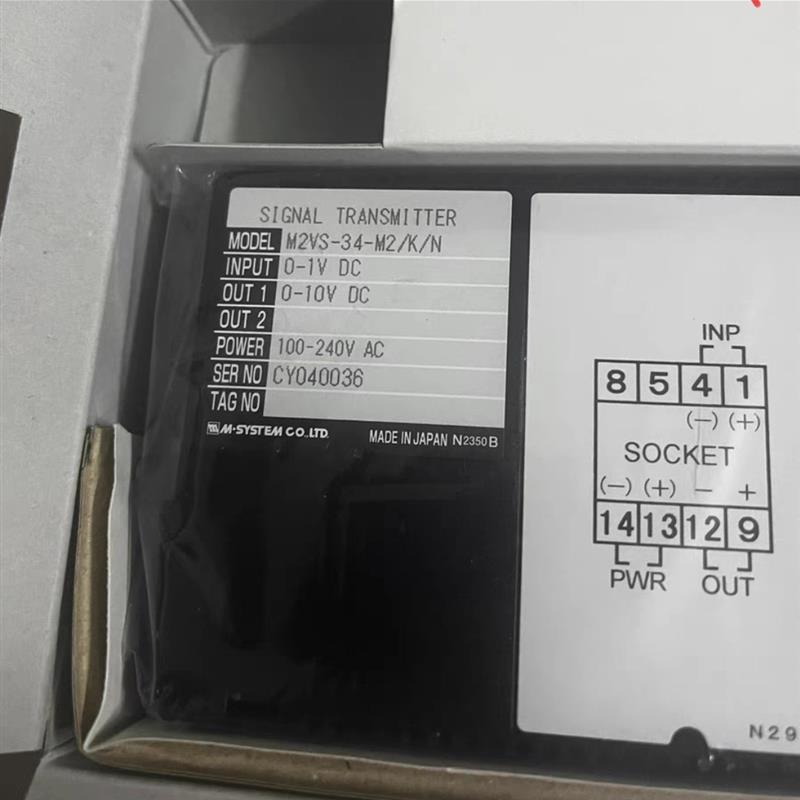 SIGNAL TRANSMITTER
MODEL M2VS-34-M2/K/N
INPUT 0-1V DC
OUT 1 0-10V DC
OUT 2
POWER 100-240V AC
SER NO CY040036
TAG NO
M-SYSTEM CO.,LTD. MADE IN JAPAN N2350B
INP
8 5 4 1
(−) (+)
SOCKET
(−) (+) − +
14 13 12 9
PWR OUT